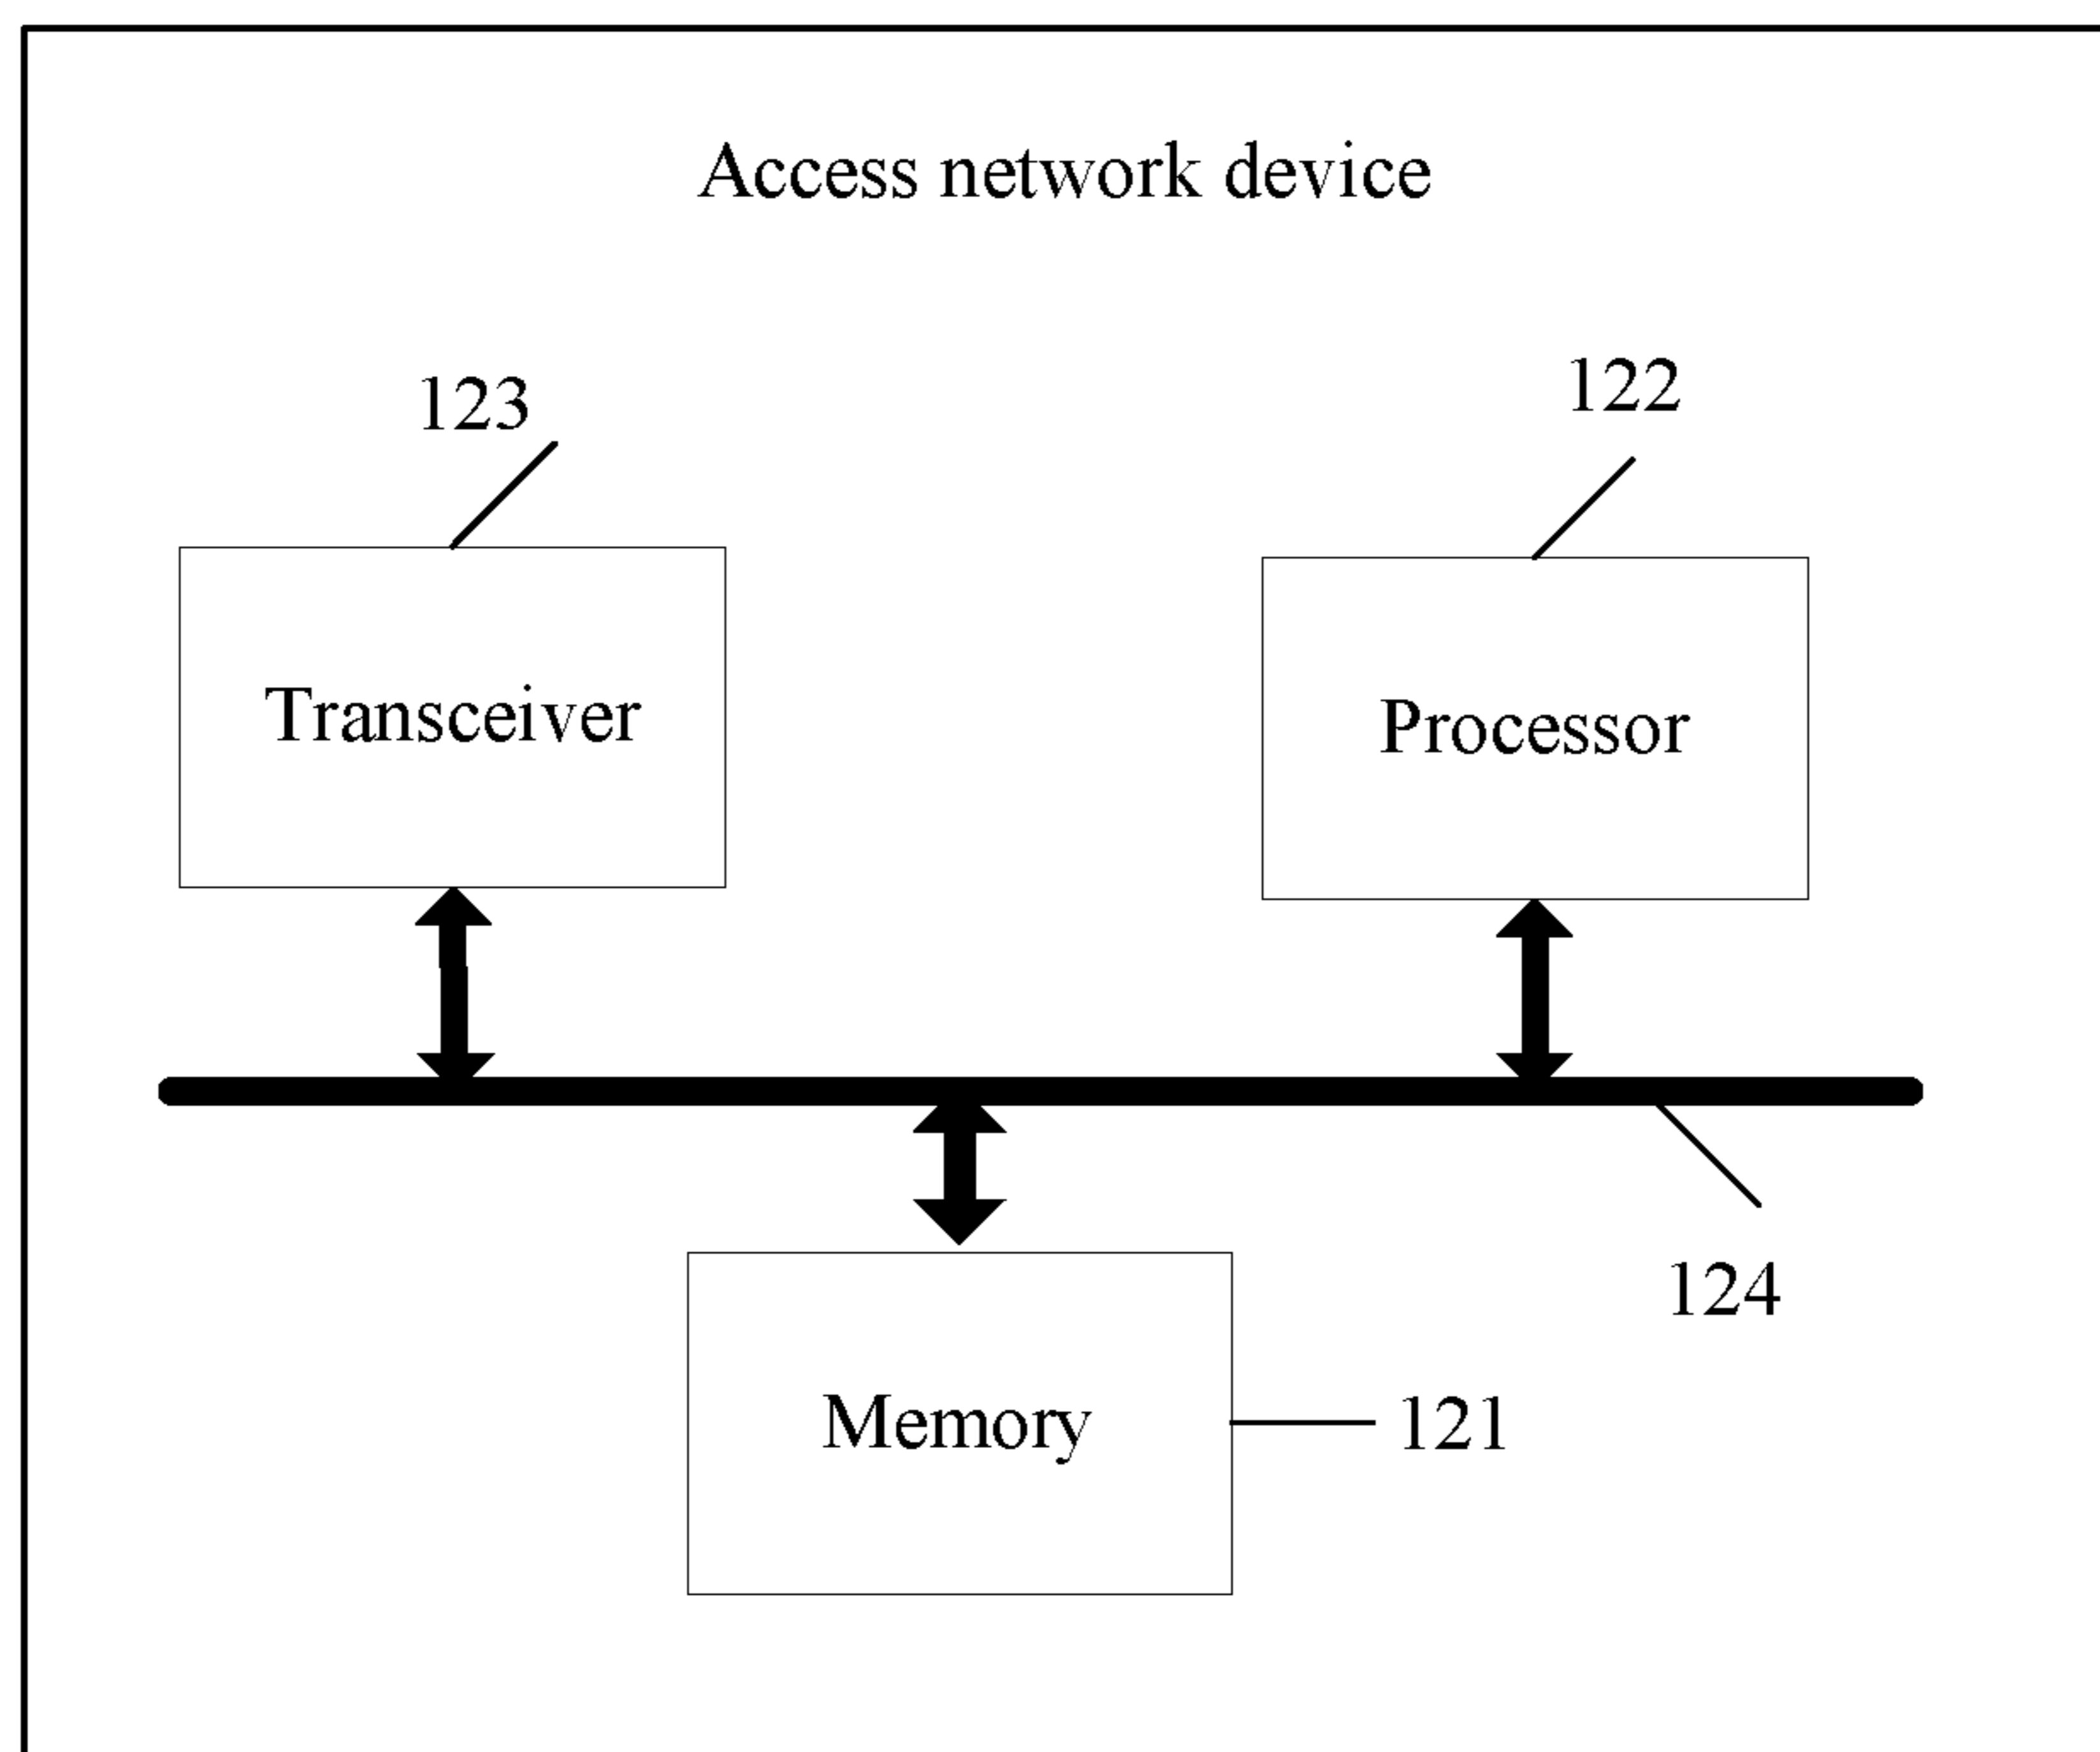 Access network device
123
122
Transceiver
Processor
124
Memory
121